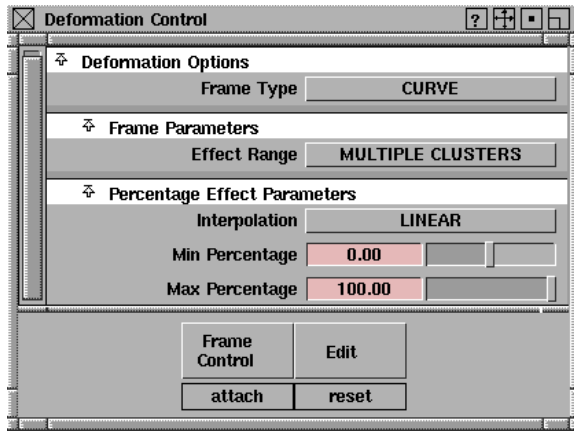 Deformation Control ?
Deformation Options
Frame Type CURVE
Frame Parameters
Effect Range MULTIPLE CLUSTERS
Percentage Effect Parameters
Interpolation LINEAR
Min Percentage 0.00
Max Percentage 100.00
Frame Control Edit
attach reset